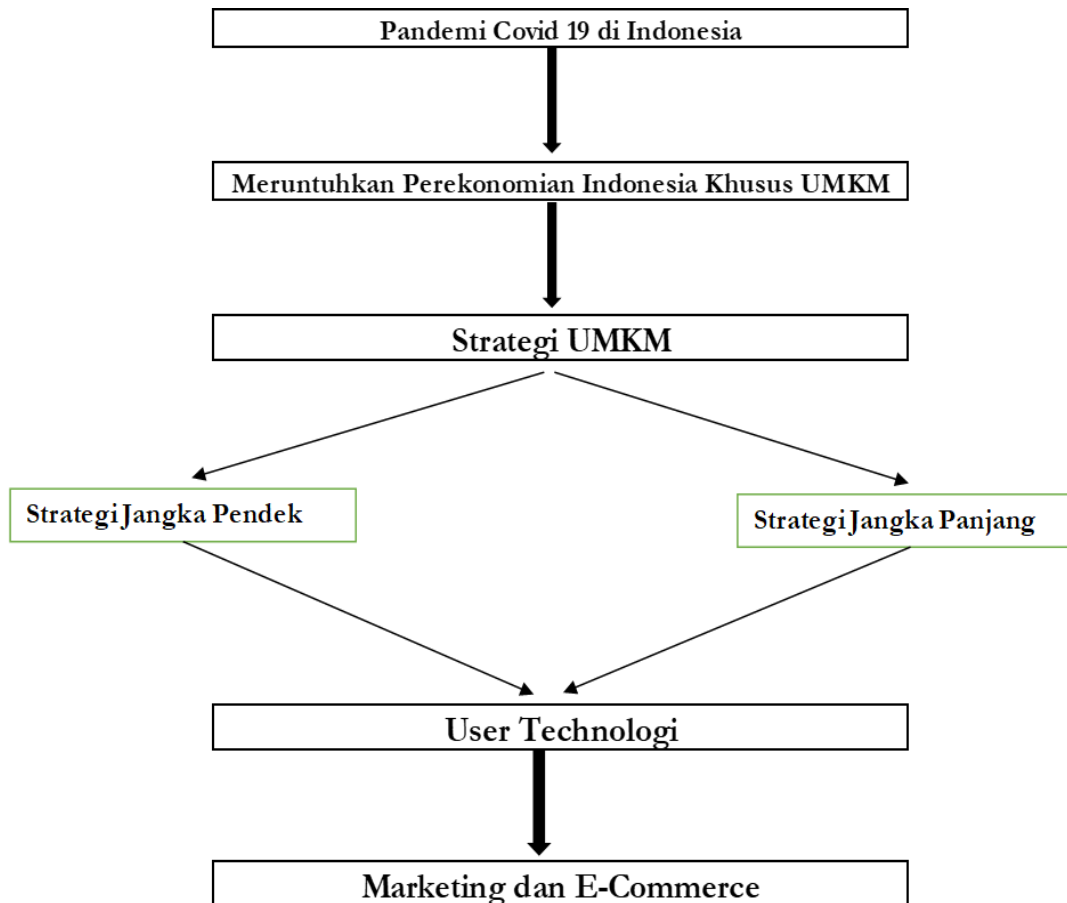 Pandemi Covid 19 di Indonesia
Meruntuhkan Perekonomian Indonesia Khusus UMKM
Strategi UMKM
Strategi Jangka Pendek
Strategi Jangka Panjang
User Technologi
Marketing dan E-Commerce